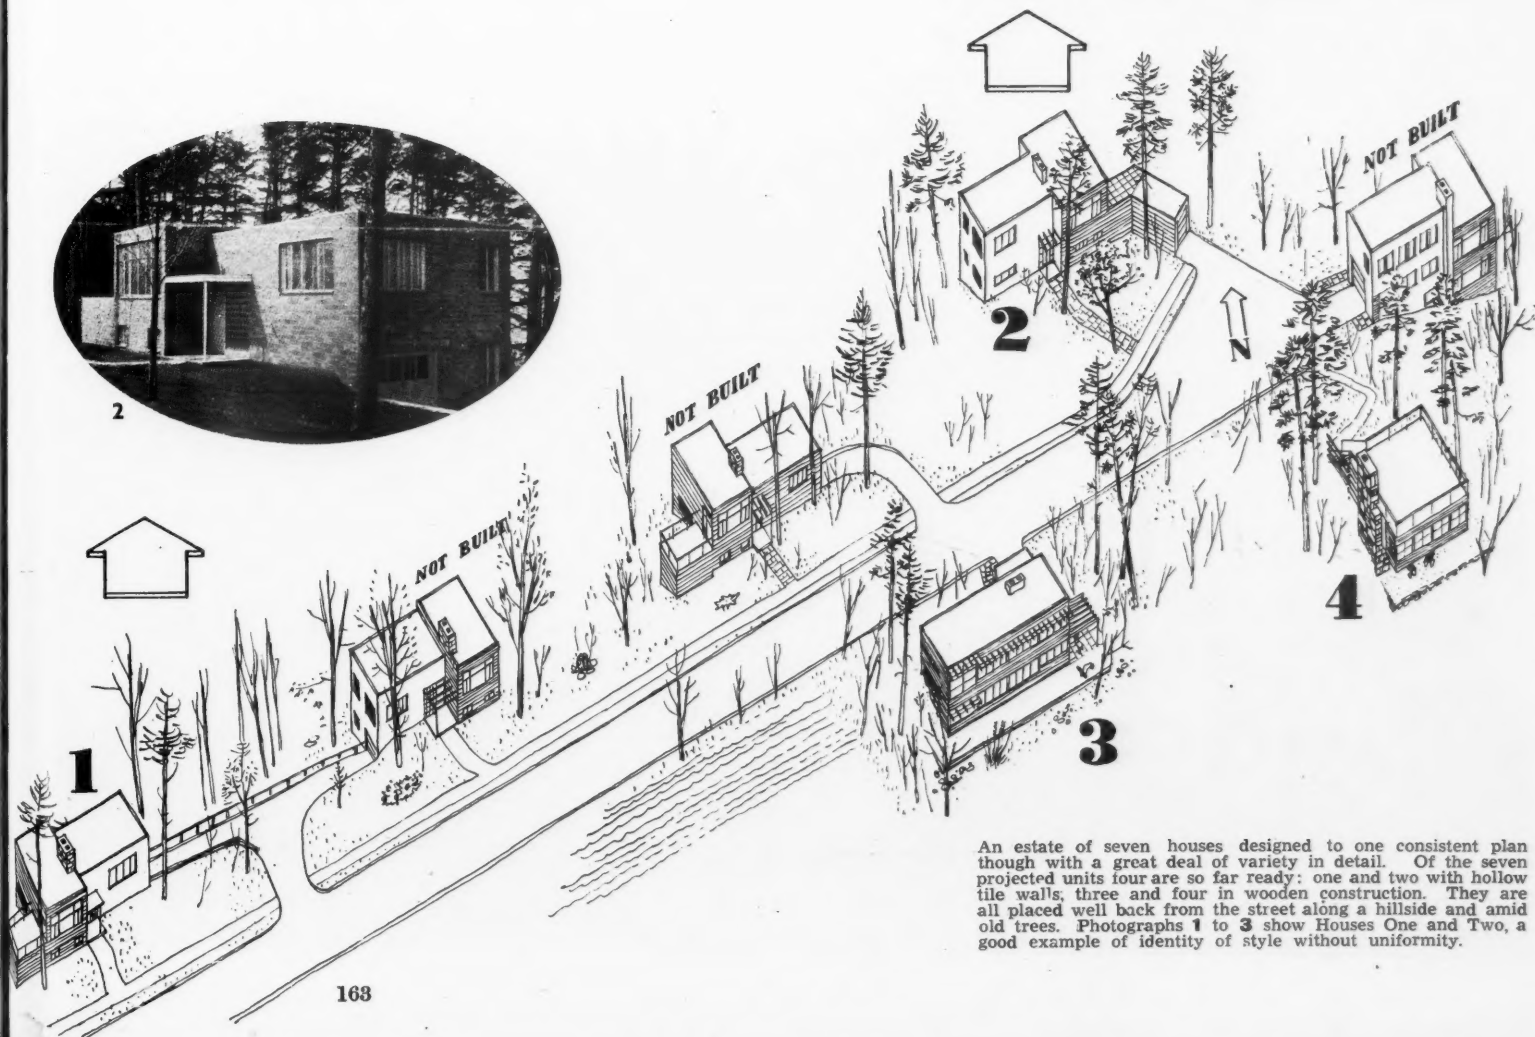 2
NOT BUILT
2
N
NOT BUILT
NOT BUILT
4
1
3
An estate of seven houses designed to one consistent plan
though with a great deal of variety in detail. Of the seven
projected units four are so far ready: one and two with hollow
tile walls, three and four in wooden construction. They are
all placed well back from the street along a hillside and amid
old trees. Photographs 1 to 3 show Houses One and Two, a
good example of identity of style without uniformity.
163